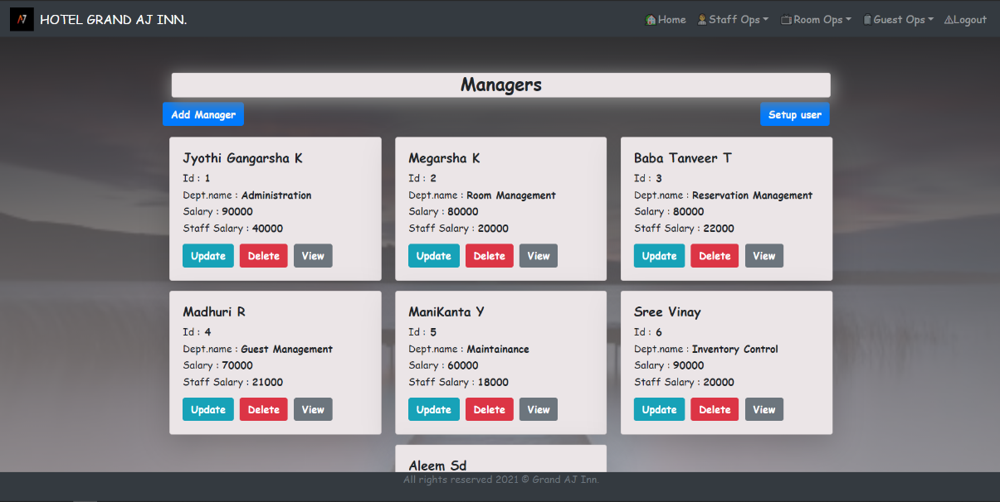 AJ HOTEL GRAND AJ INN. Home Staff Ops Room Ops Guest Ops Logout
Managers
Add Manager Setup user
Jyothi Gangarsha K
Id : 1
Dept.name : Administration
Salary : 90000
Staff Salary : 40000
Update Delete View
Megarsha K
Id : 2
Dept.name : Room Management
Salary : 80000
Staff Salary : 20000
Update Delete View
Baba Tanveer T
Id : 3
Dept.name : Reservation Management
Salary : 80000
Staff Salary : 22000
Update Delete View
Madhuri R
Id : 4
Dept.name : Guest Management
Salary : 70000
Staff Salary : 21000
Update Delete View
ManiKanta Y
Id : 5
Dept.name : Maintainance
Salary : 60000
Staff Salary : 18000
Update Delete View
Sree Vinay
Id : 6
Dept.name : Inventory Control
Salary : 90000
Staff Salary : 20000
Update Delete View
Aleem Sd
All rights reserved 2021 © Grand AJ Inn.